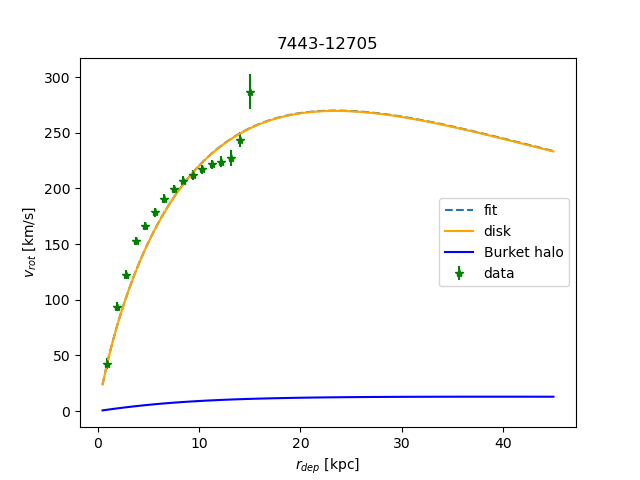 7443-12705
300
250
200
150
100
50
0
v_rot [km/s]
fit
disk
Burket halo
data
0 10 20 30 40
r_dep [kpc]